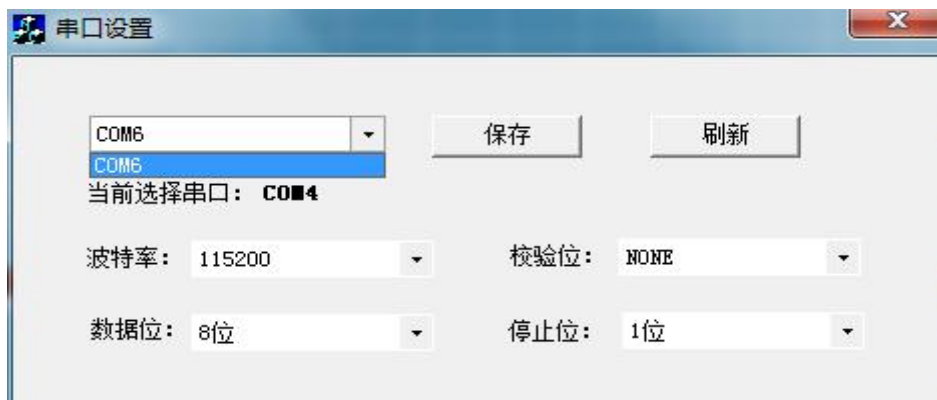 串口设置
COM6 保存 刷新
COM6
当前选择串口: COM4
波特率: 115200 校验位: NONE
数据位: 8位 停止位: 1位